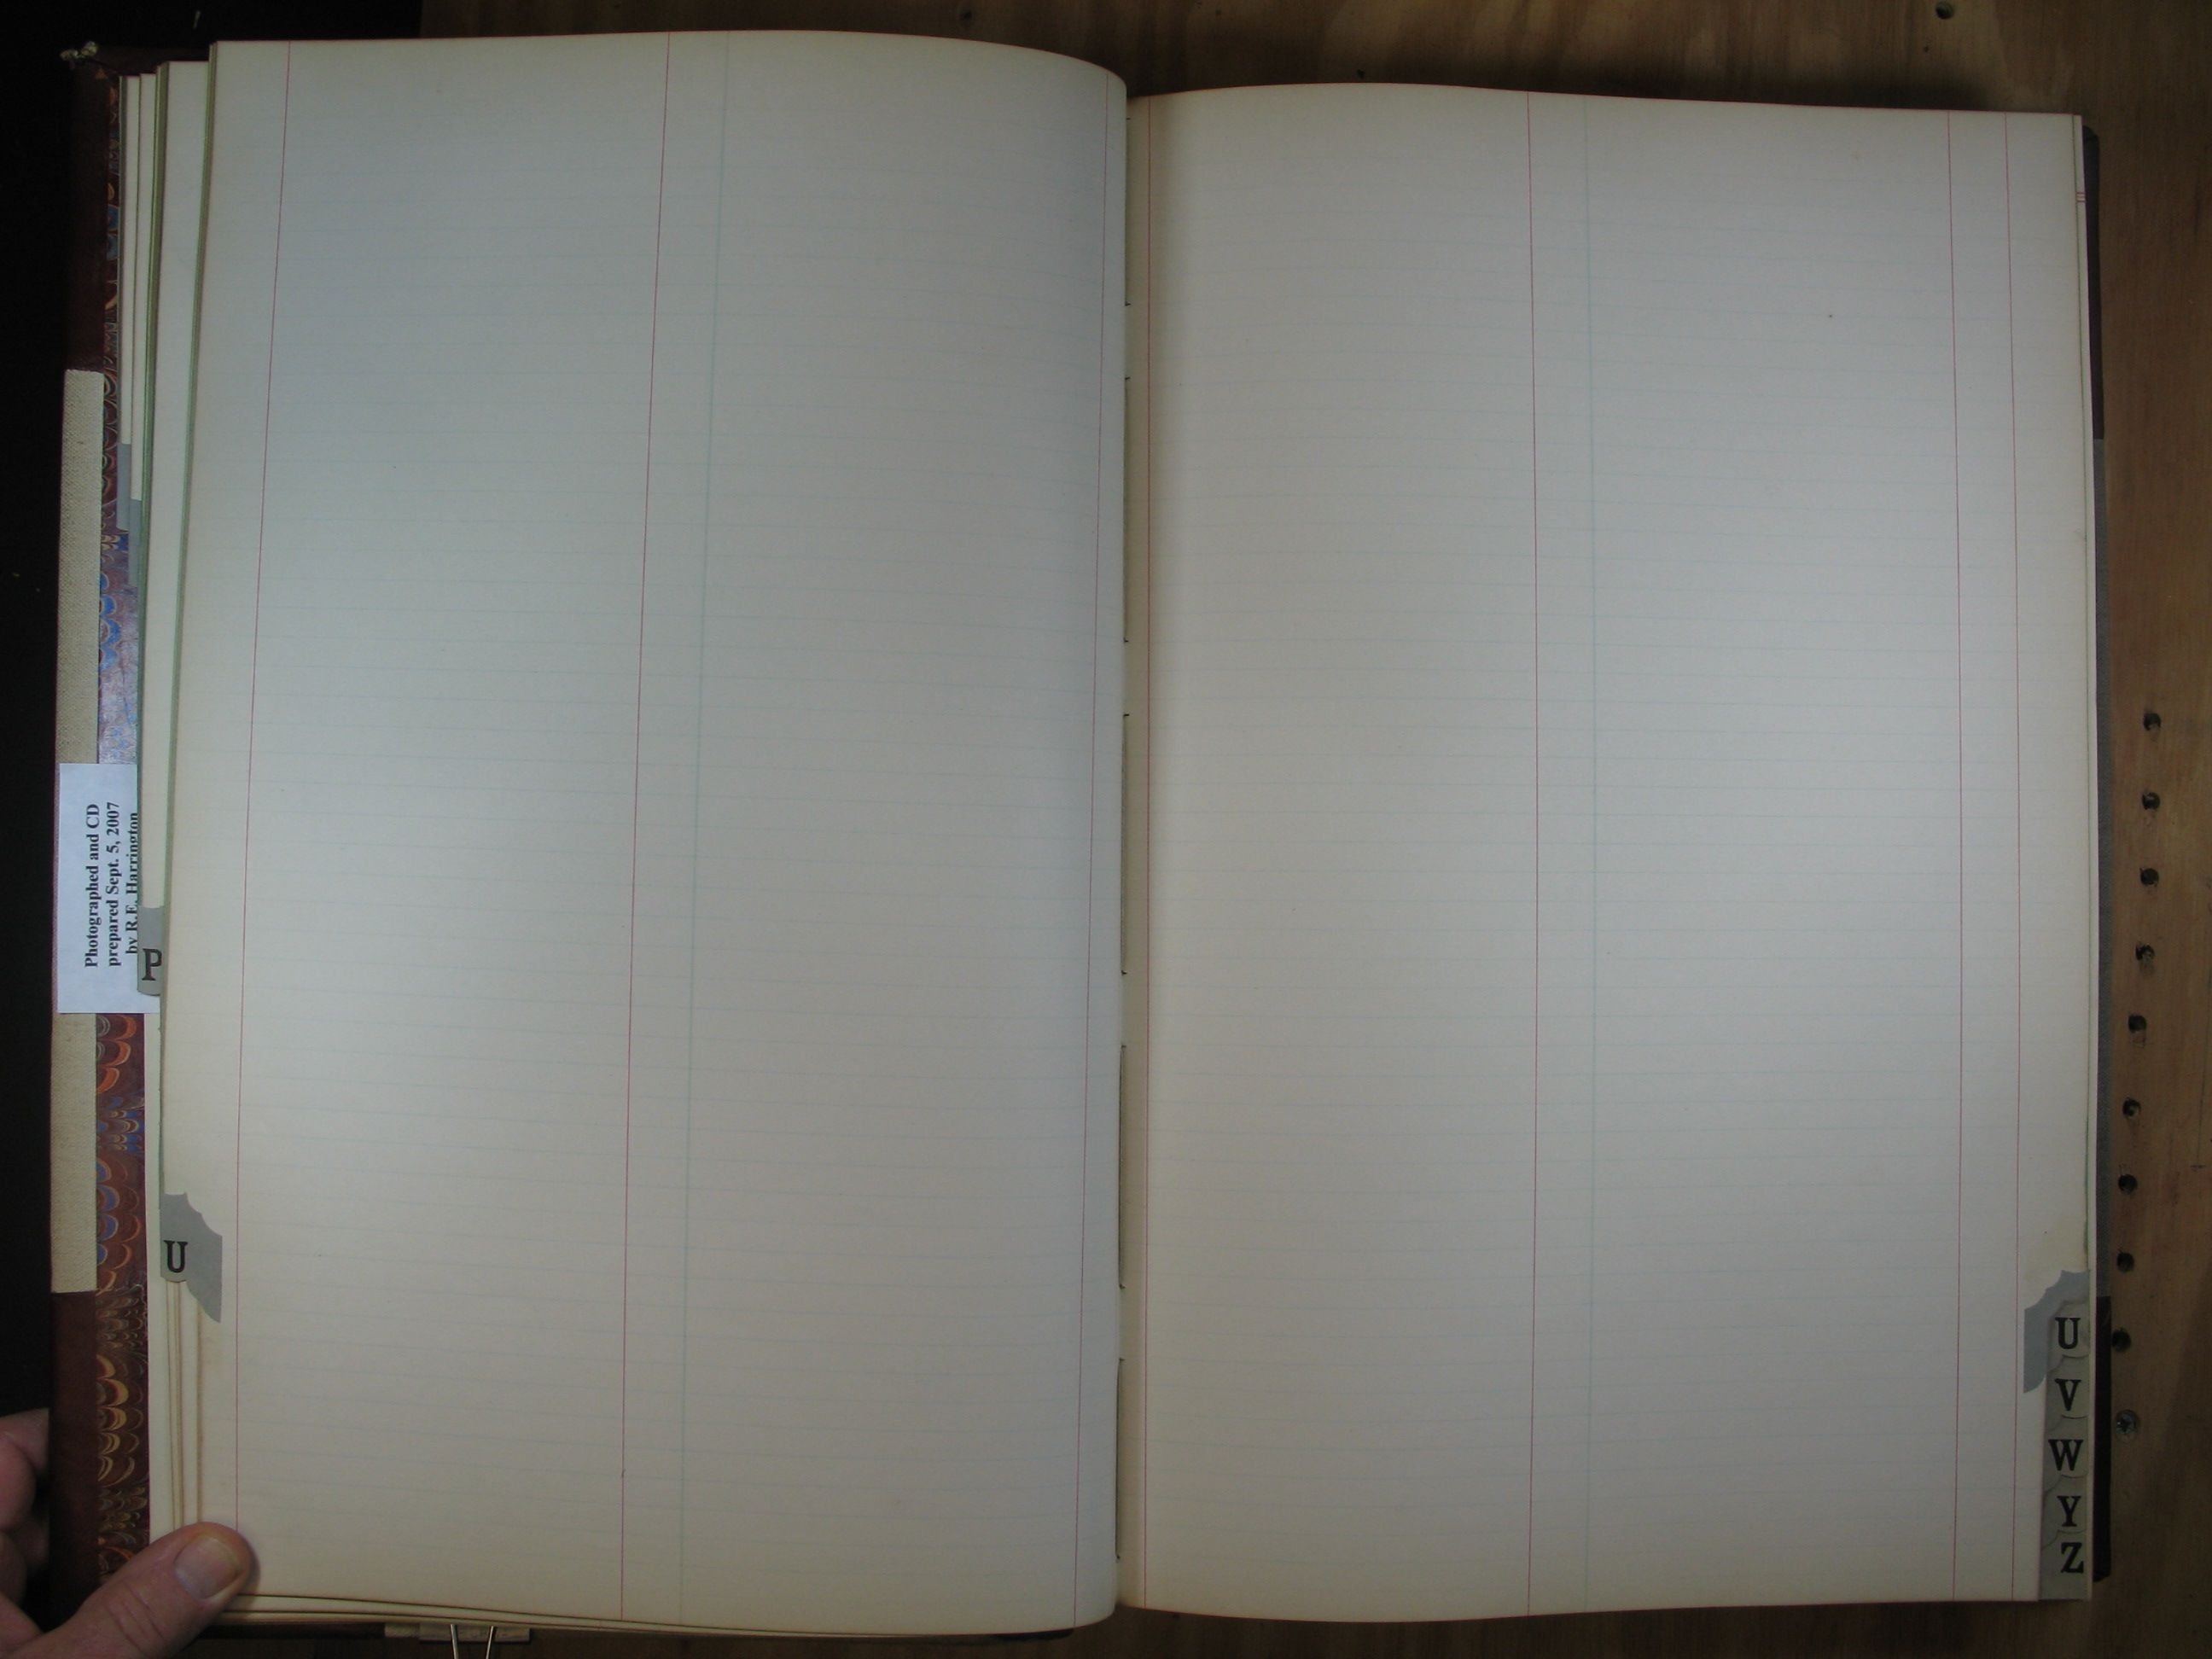 Photographed and CD
prepared Sept. 5, 2007
by R.E. Harrington
P
U
U
V
W
Y
Z